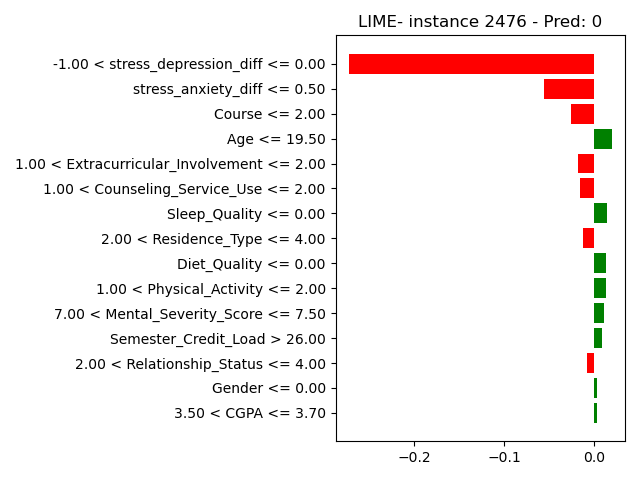 LIME- instance 2476 - Pred: 0
-1.00 < stress_depression_diff <= 0.00
stress_anxiety_diff <= 0.50
Course <= 2.00
Age <= 19.50
1.00 < Extracurricular_Involvement <= 2.00
1.00 < Counseling_Service_Use <= 2.00
Sleep_Quality <= 0.00
2.00 < Residence_Type <= 4.00
Diet_Quality <= 0.00
1.00 < Physical_Activity <= 2.00
7.00 < Mental_Severity_Score <= 7.50
Semester_Credit_Load > 26.00
2.00 < Relationship_Status <= 4.00
Gender <= 0.00
3.50 < CGPA <= 3.70
−0.2 −0.1 0.0